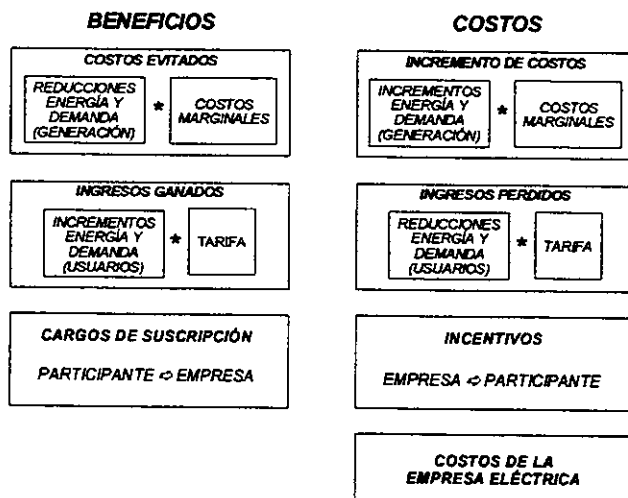 BENEFICIOS
COSTOS EVITADOS
REDUCCIONES
ENERGÍA Y
DEMANDA
(GENERACIÓN)
*
COSTOS
MARGINALES
INGRESOS GANADOS
INCREMENTOS
ENERGÍA Y
DEMANDA
(USUARIOS)
*
TARIFA
CARGOS DE SUSCRIPCIÓN
PARTICIPANTE ⇨ EMPRESA
COSTOS
INCREMENTO DE COSTOS
INCREMENTOS
ENERGÍA Y
DEMANDA
(GENERACIÓN)
*
COSTOS
MARGINALES
INGRESOS PERDIDOS
REDUCCIONES
ENERGÍA Y
DEMANDA
(USUARIOS)
*
TARIFA
INCENTIVOS
EMPRESA ⇨ PARTICIPANTE
COSTOS DE LA
EMPRESA ELÉCTRICA